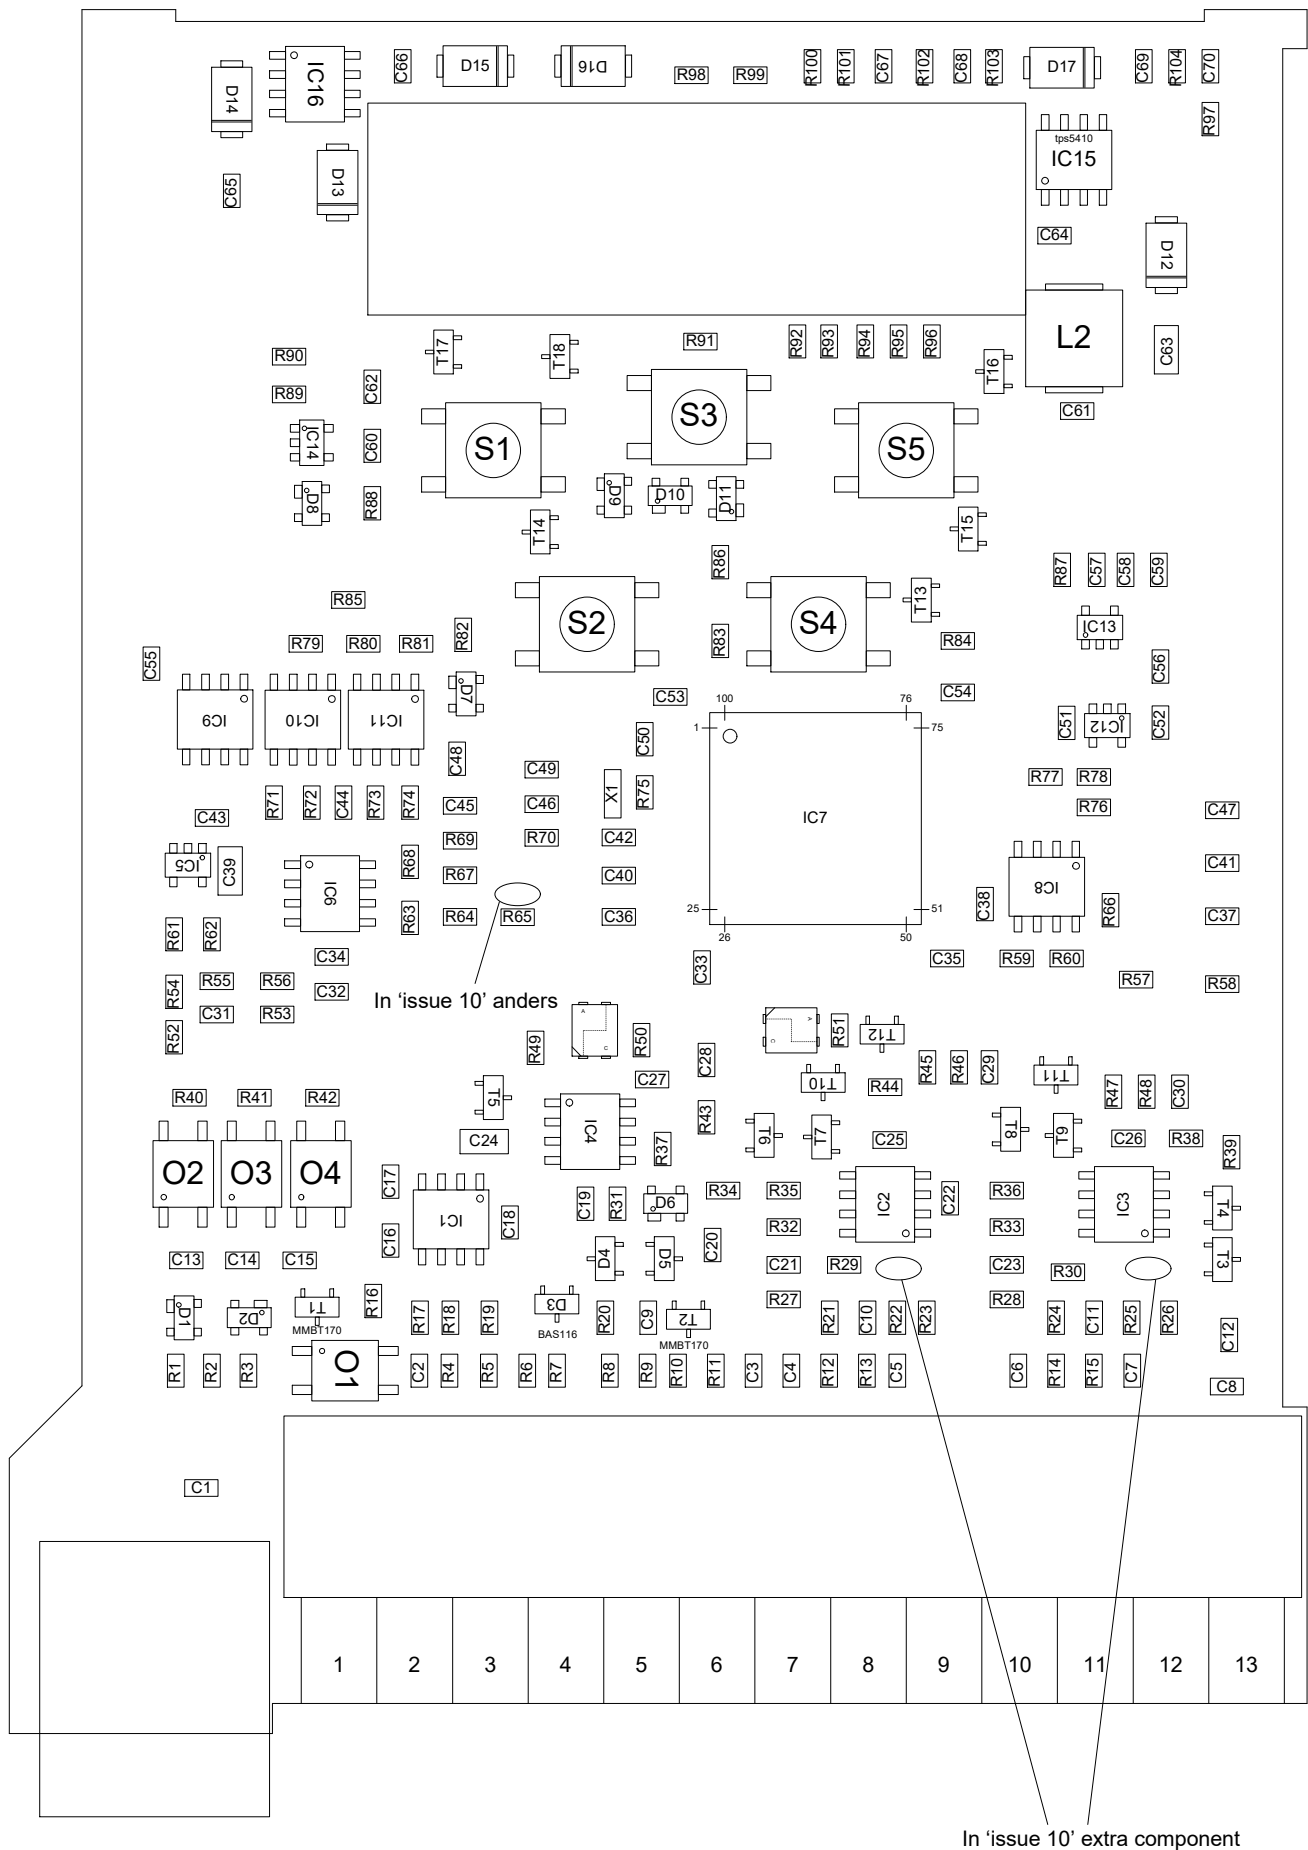 C66
D15
D16
R98
R99
R100
R101
C67
R102
C68
R103
D17
C69
R104
C70
D14
IC16
R97
tps5410
IC15
D13
C65
C64
D12
L2
C63
R90
T17
T18
R91
R92
R93
R94
R95
R96
T16
R89
C62
C61
S3
IC14
C60
S1
S5
D8
R88
D9
D10
D11
T14
T15
R86
R87
C57
C58
C59
R85
T13
S2
S4
IC13
R79
R80
R81
R82
R83
R84
C55
C56
D7
C53
C54
100
76
IC9
IC10
IC11
1
75
C51
IC12
C52
C50
C48
C49
X1
R75
R77
R78
R71
R72
C44
R73
R74
C45
C46
R76
C47
C43
IC7
R69
R70
C42
IC5
C39
IC6
R68
R67
C40
IC8
C41
R63
R64
R65
C36
25
51
C38
R66
C37
R61
R62
26
50
C34
C33
C35
R59
R60
R54
R55
R56
C32
In ‘issue 10’ anders
R57
R58
C31
R53
R52
A
C
R49
R50
A
C
R51
T12
C28
R45
R46
C29
T11
C27
T10
R44
R40
R41
R42
T5
R47
R48
C30
IC4
R43
T6
T7
T8
T9
C24
R37
C25
C26
R38
R39
O2
O3
O4
C17
IC1
C18
C19
R31
D6
R34
R35
IC2
C22
R36
IC3
T4
C16
R32
R33
C13
C14
C15
D4
D5
C20
C21
R29
C23
R30
T3
D1
D2
T1
MMBT170
R16
R17
R18
R19
D3
BAS116
R20
C9
T2
MMBT170
R27
R21
C10
R22
R23
R28
R24
C11
R25
R26
C12
R1
R2
R3
O1
C2
R4
R5
R6
R7
R8
R9
R10
R11
C3
C4
R12
R13
C5
C6
R14
R15
C7
C8
C1
1
2
3
4
5
6
7
8
9
10
11
12
13
In ‘issue 10’ extra component